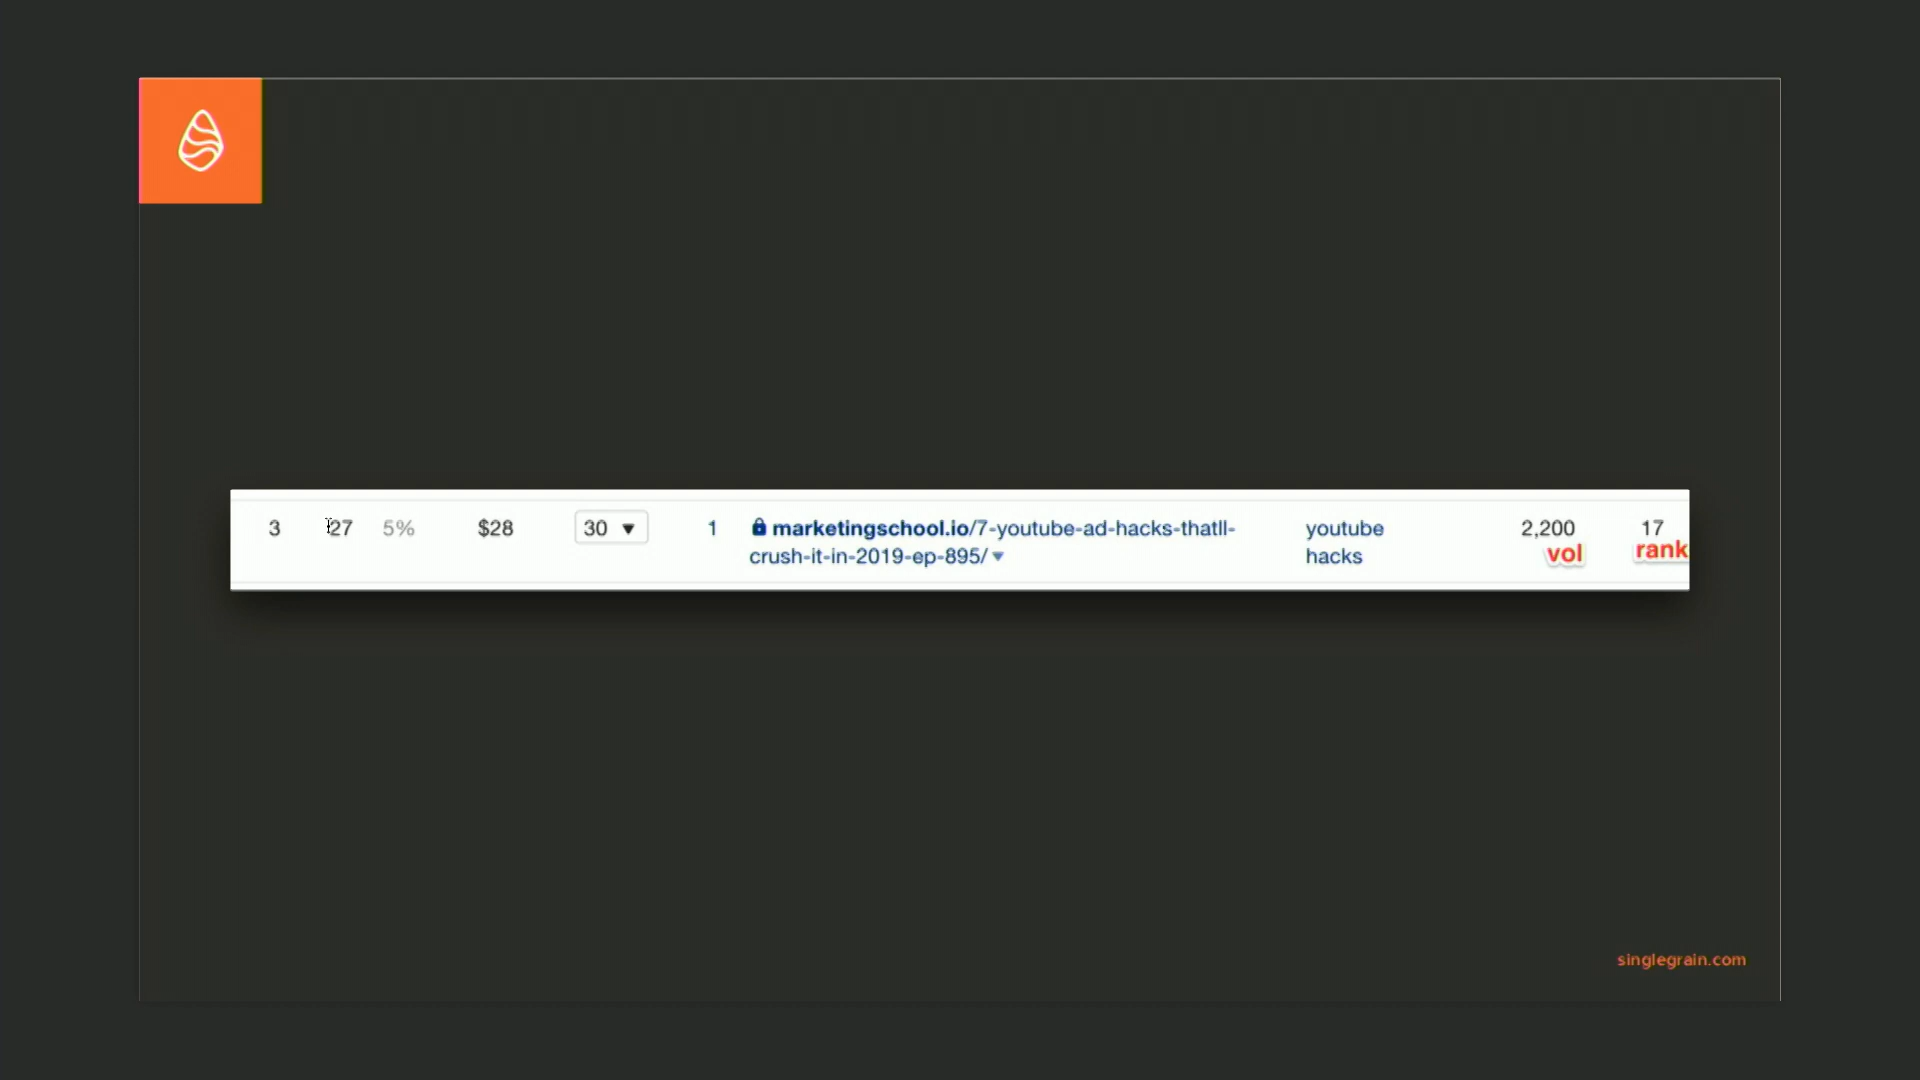 3 27 5% $28 30 ▼ 1 marketingschool.io/7-youtube-ad-hacks-thatll- youtube 2,200 17
crush-it-in-2019-ep-895/ ▼ hacks vol rank
singlegrain.com